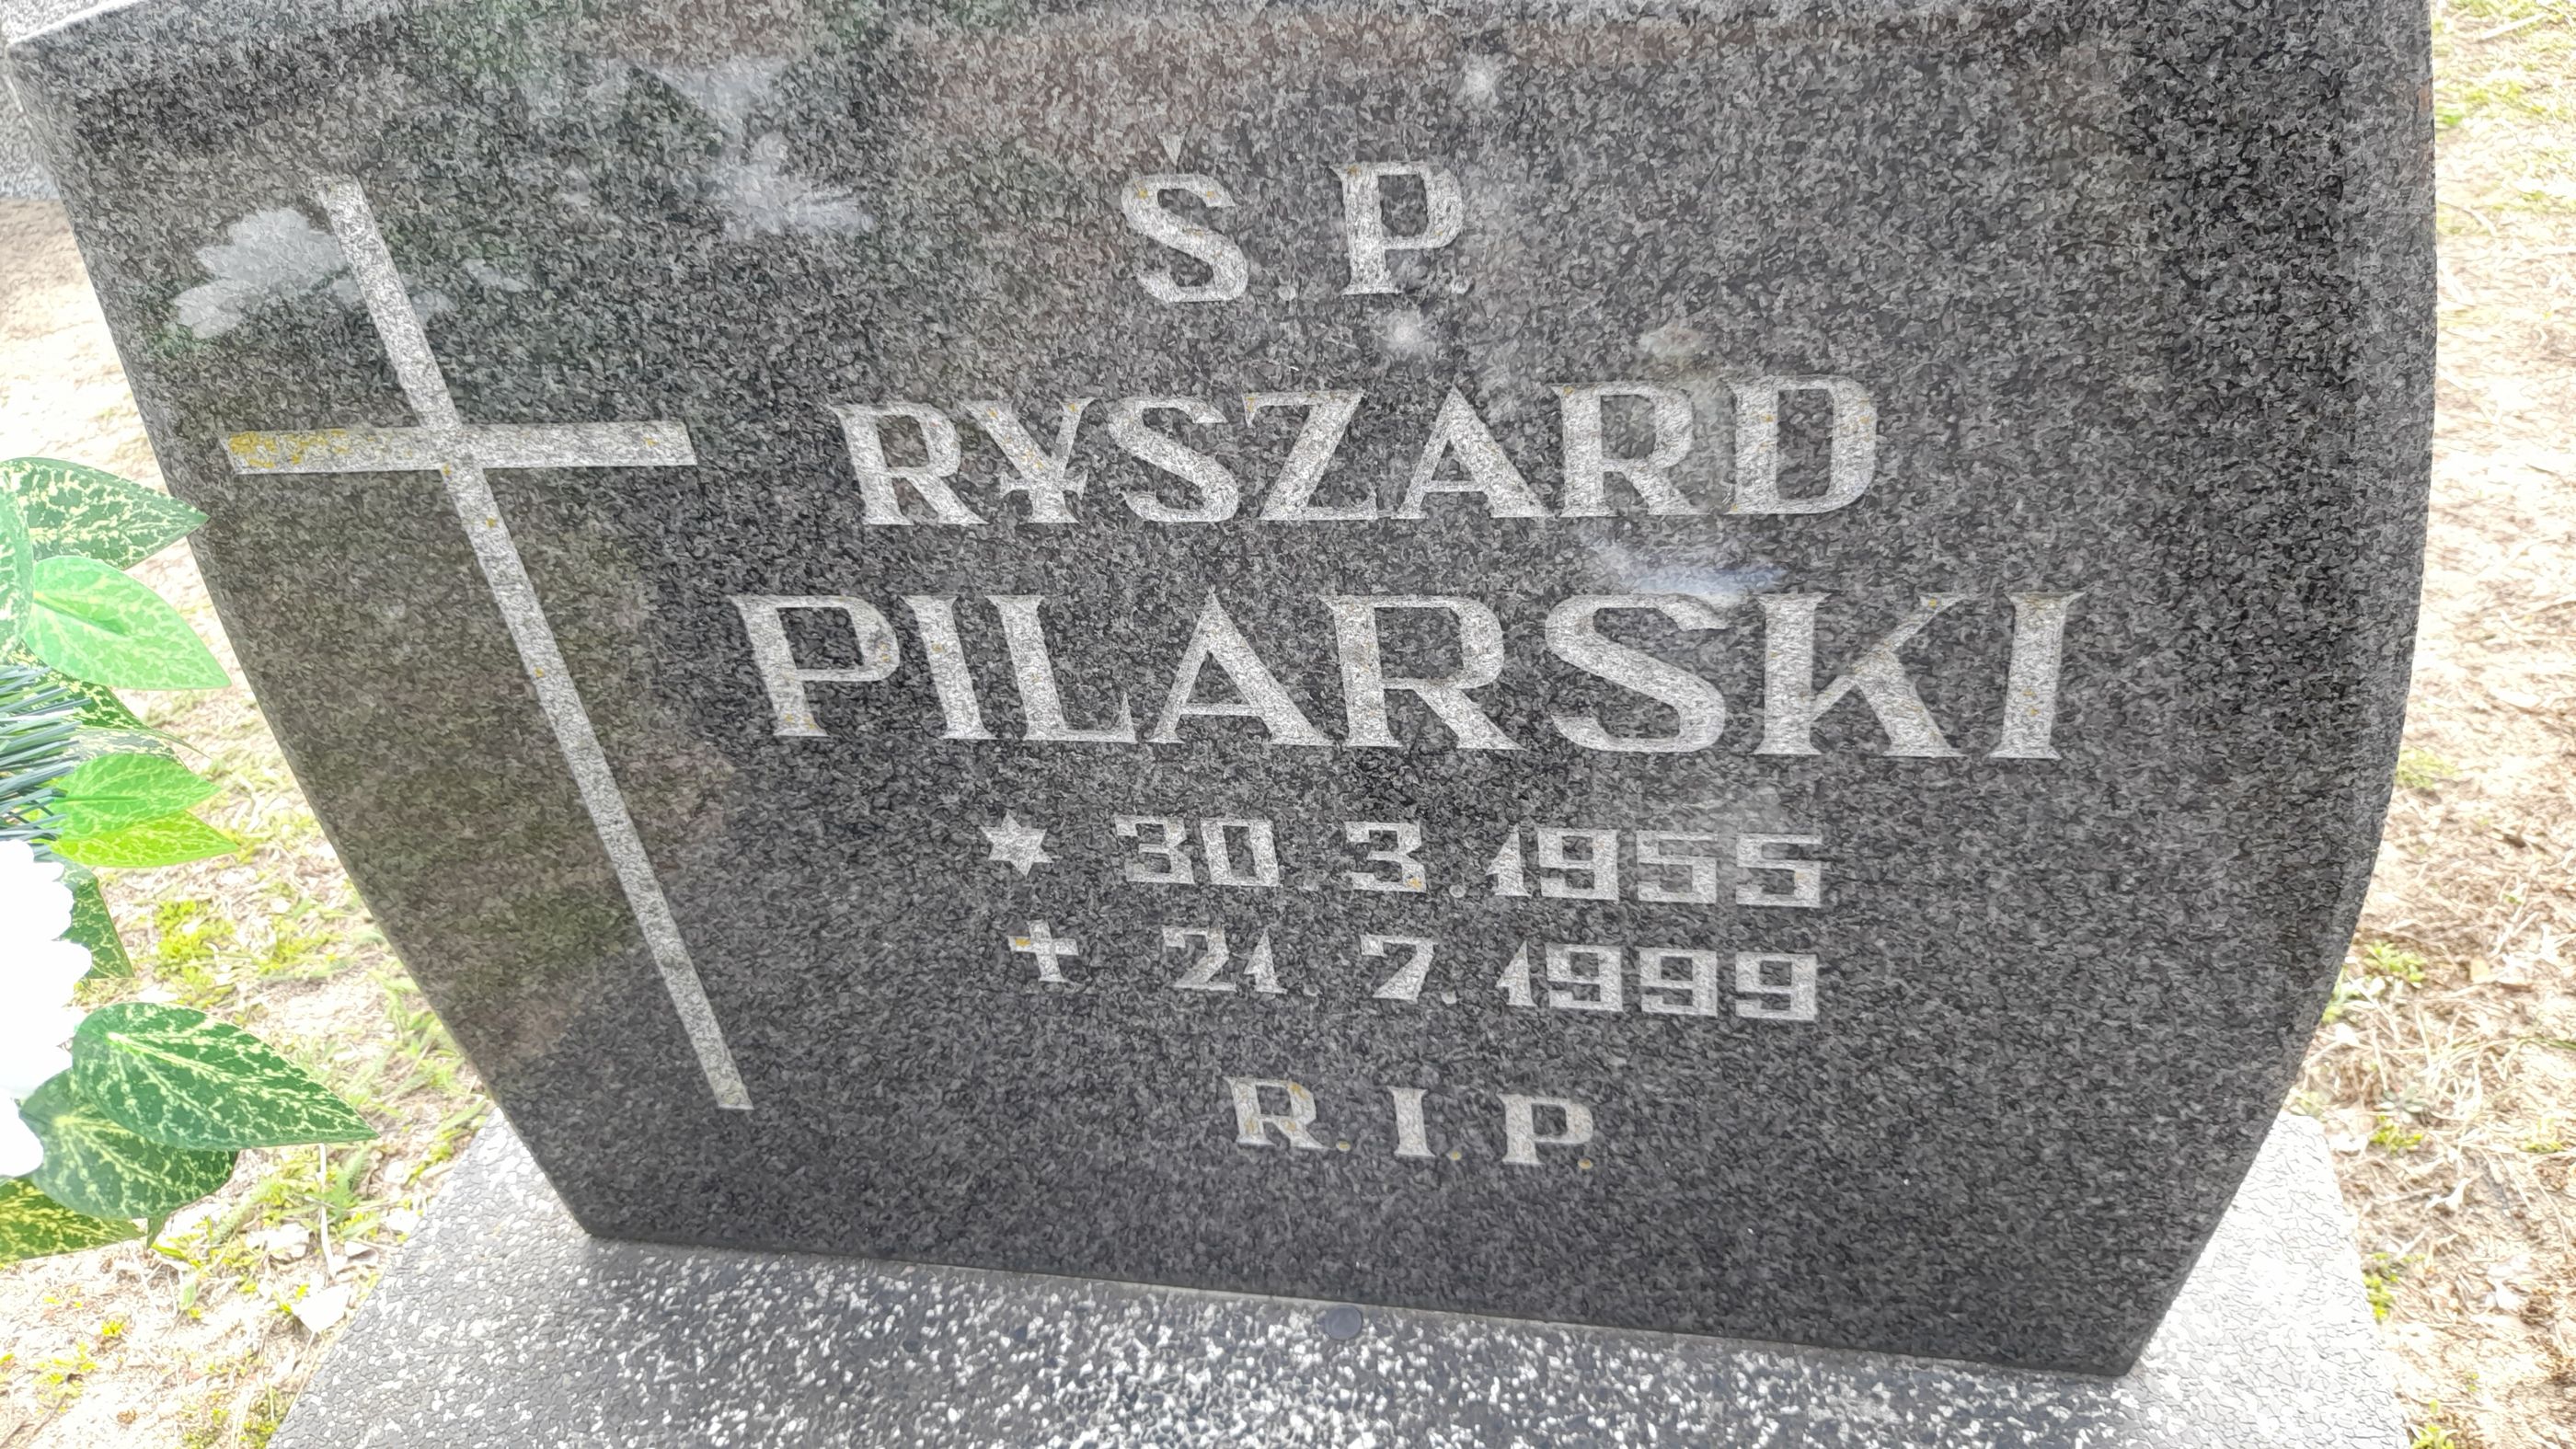 Ś. P.
RYSZARD
PILARSKI
★ 30.3.1955
✝ 21.7.1999
R.I.P.